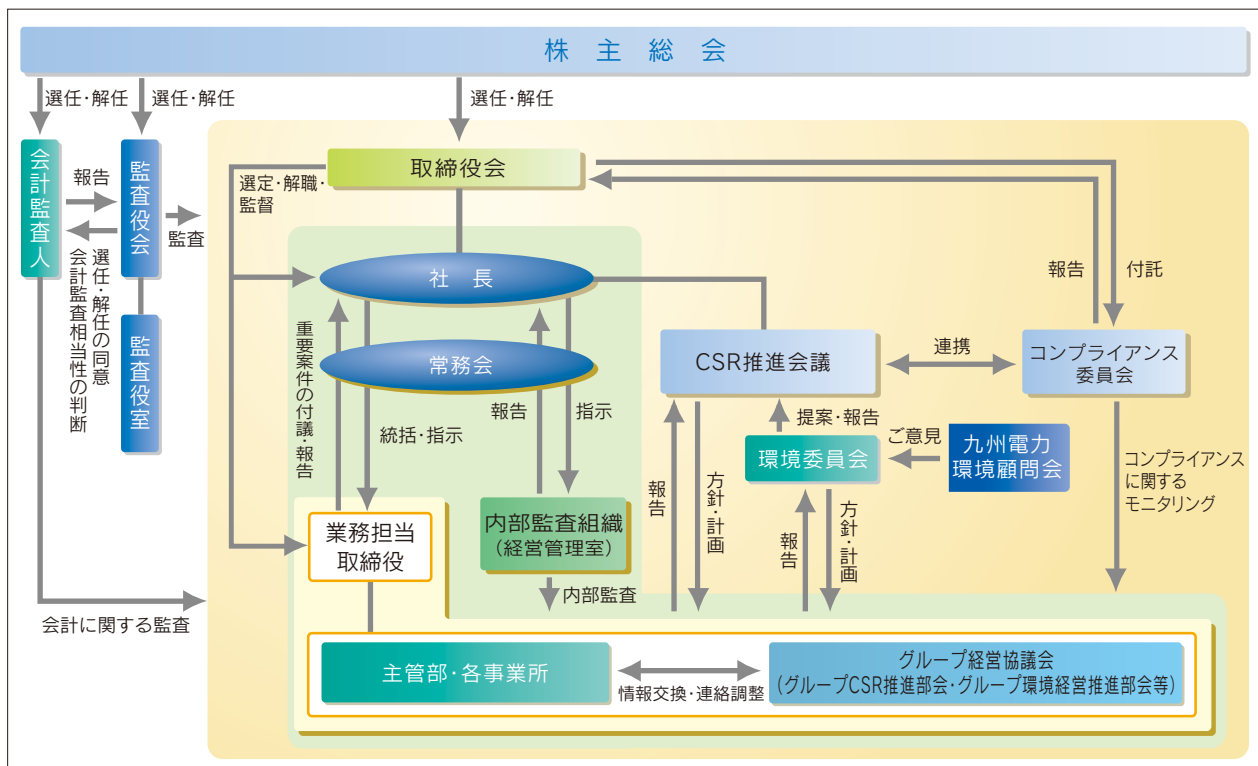 株主総会
選任・解任
選任・解任
選任・解任
会計監査人
報告
監査役会
監査
選任・解任の同意
会計監査相当性の判断
監査役室
会計に関する監査
取締役会
選定・解職・
監督
社長
常務会
重要案件の付議・報告
統括・指示
報告
指示
業務担当
取締役
内部監査組織
(経営管理室)
内部監査
報告
付託
CSR推進会議
連携
コンプライアンス
委員会
提案・報告
環境委員会
ご意見
九州電力
環境顧問会
報告
方針・計画
報告
方針・計画
コンプライアンス
に関する
モニタリング
主管部・各事業所
情報交換・連絡調整
グループ経営協議会
(グループCSR推進部会・グループ環境経営推進部会等)